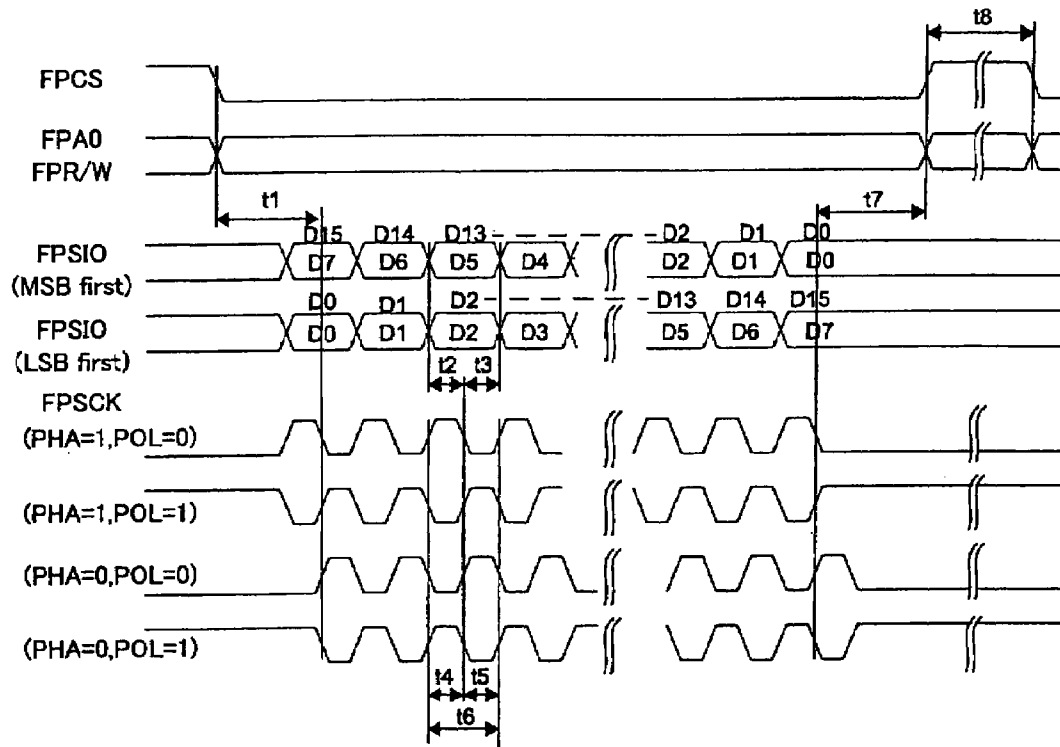 t8
FPCS
FPA0
FPR/W
t1
t7
D15 D14 D13 D2 D1 D0
FPSIO
D7 D6 D5 D4 D2 D1 D0
(MSB first)
D0 D1 D2 D13 D14 D15
FPSIO
D0 D1 D2 D3 D5 D6 D7
(LSB first)
t2 t3
FPSCK
(PHA=1,POL=0)
(PHA=1,POL=1)
(PHA=0,POL=0)
(PHA=0,POL=1)
t4 t5
t6